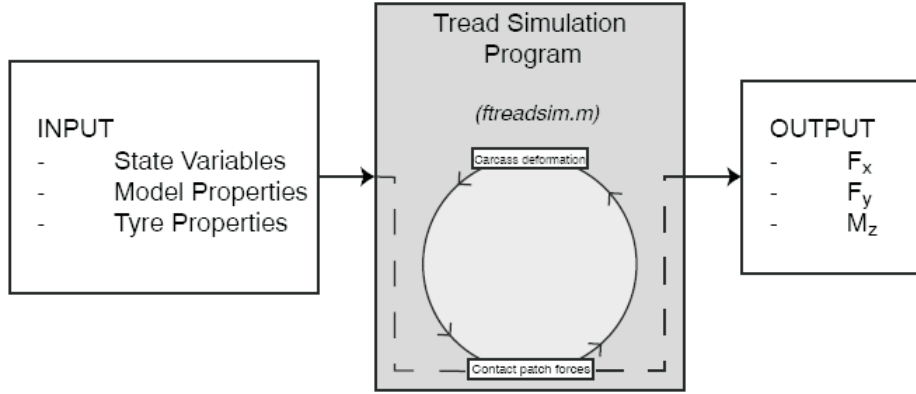 INPUT
- State Variables
- Model Properties
- Tyre Properties
Tread Simulation
Program
(ftreadsim.m)
Carcass deformation
Contact patch forces
OUTPUT
- Fx
- Fy
- Mz